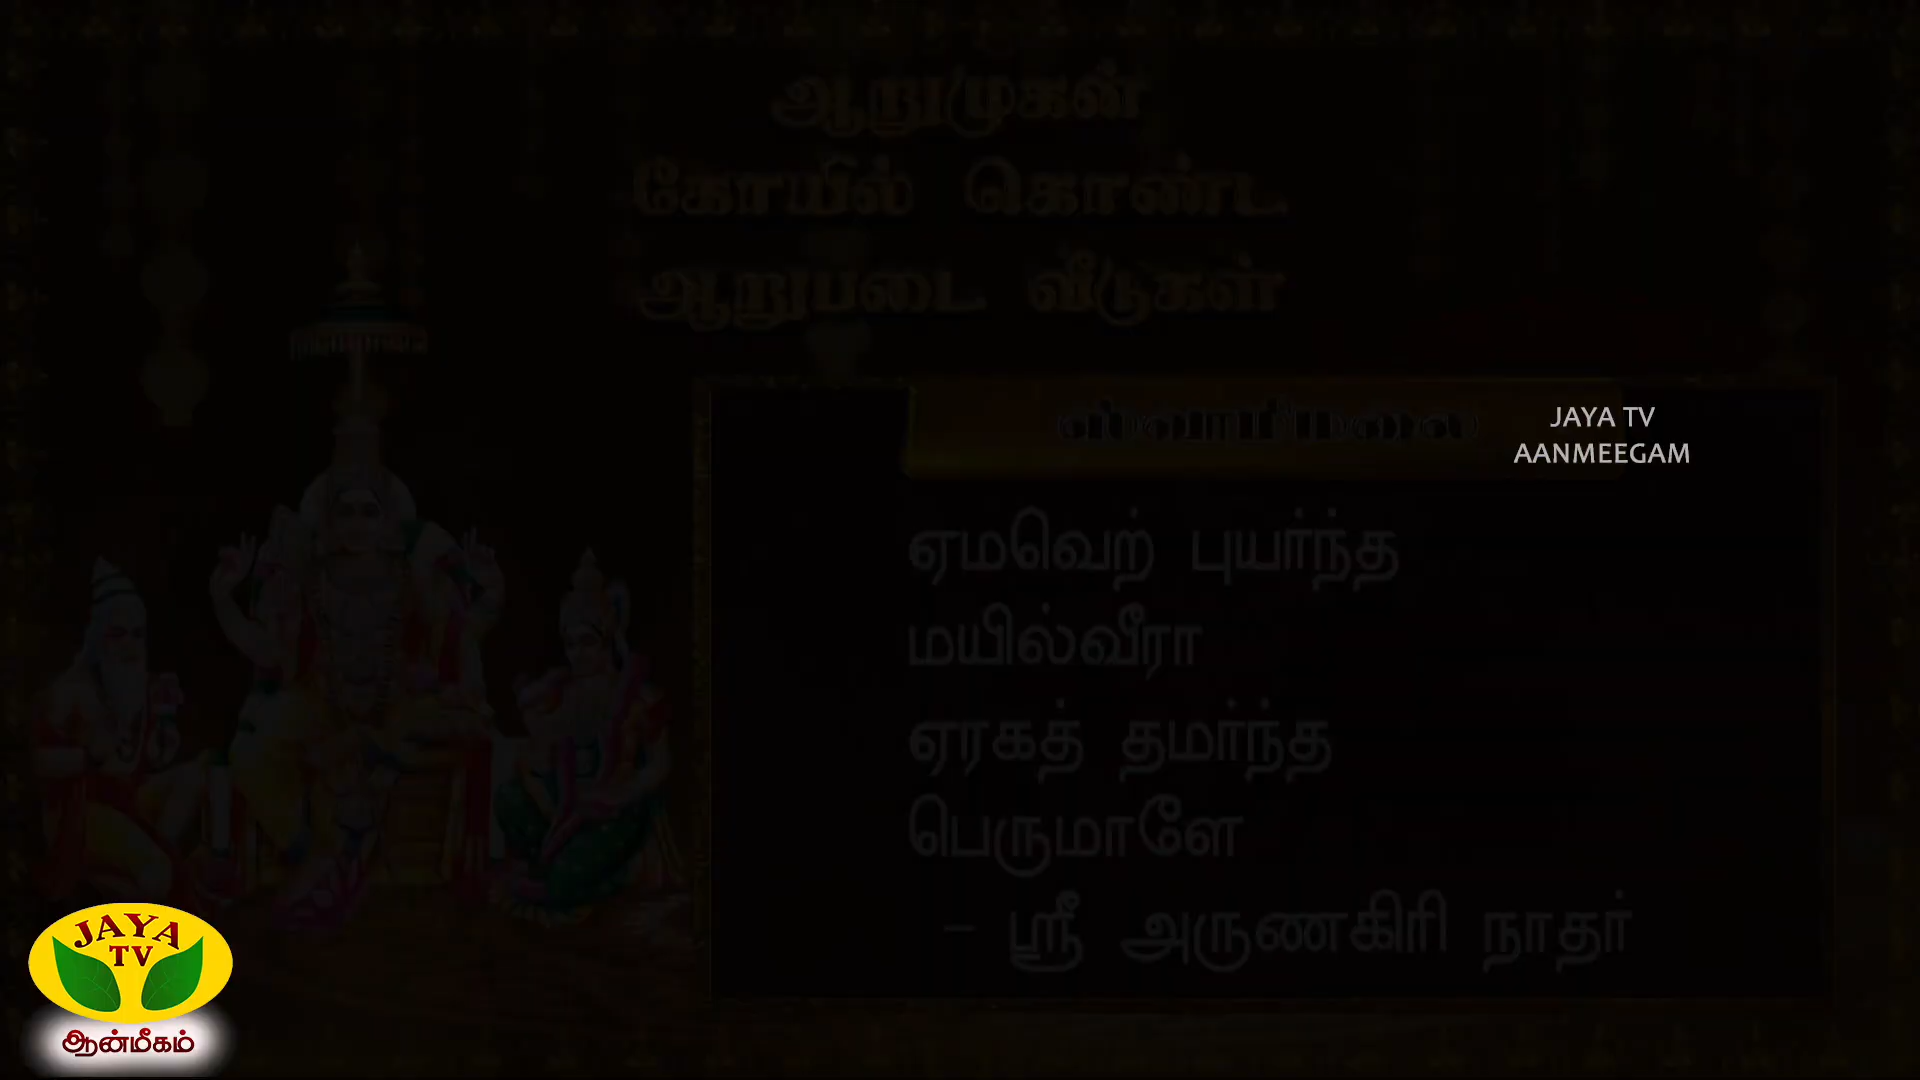 ஆறுமுகன்
கோயில் கொண்ட
ஆறுபடை வீடுகள்
ஸ்வாமிமலை
JAYA TV
AANMEEGAM
ஏமவெற் புயர்ந்த
மயில்வீரா
ஏரகத் தமர்ந்த
பெருமாளே
– ஸ்ரீ அருணகிரி நாதர்
JAYA
TV
ஆன்மீகம்